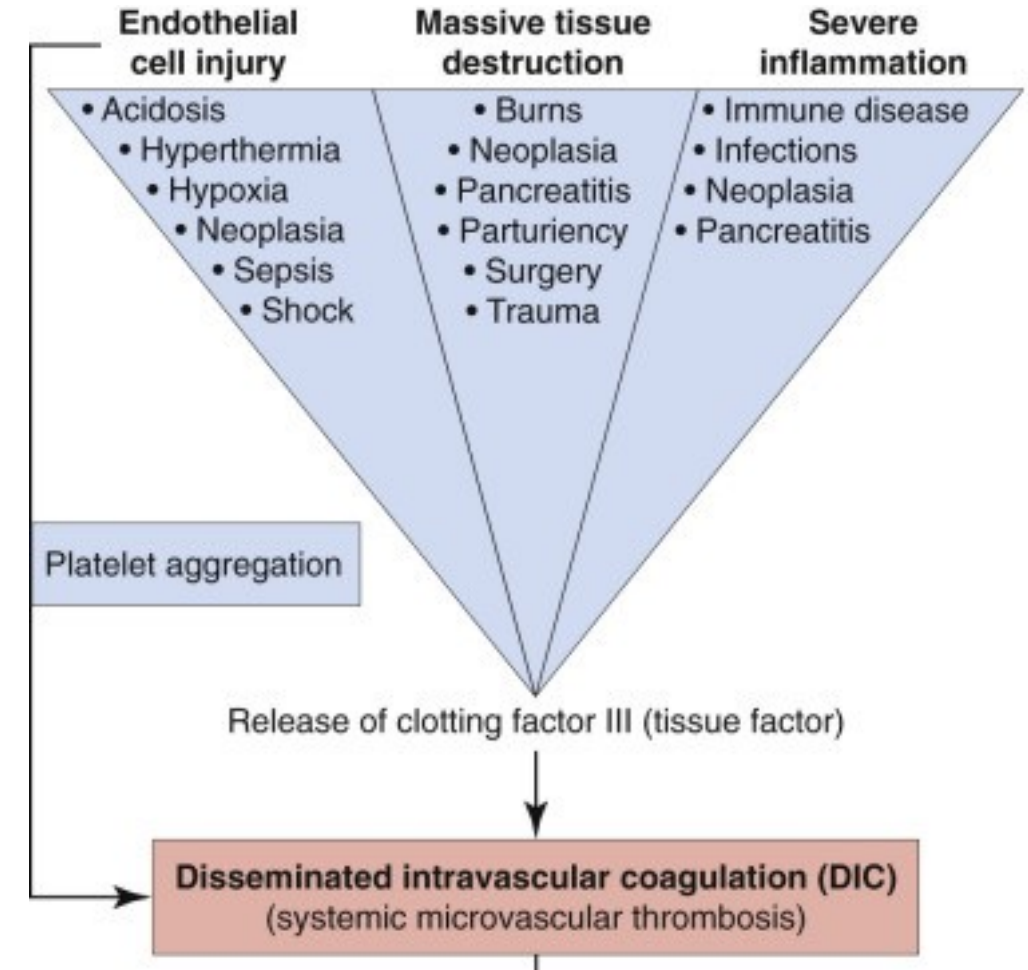 Endothelial
cell injury
Massive tissue
destruction
Severe
inflammation
• Acidosis
• Hyperthermia
• Hypoxia
• Neoplasia
• Sepsis
• Shock
• Burns
• Neoplasia
• Pancreatitis
• Parturiency
• Surgery
• Trauma
• Immune disease
• Infections
• Neoplasia
• Pancreatitis
Platelet aggregation
Release of clotting factor III (tissue factor)
Disseminated intravascular coagulation (DIC)
(systemic microvascular thrombosis)